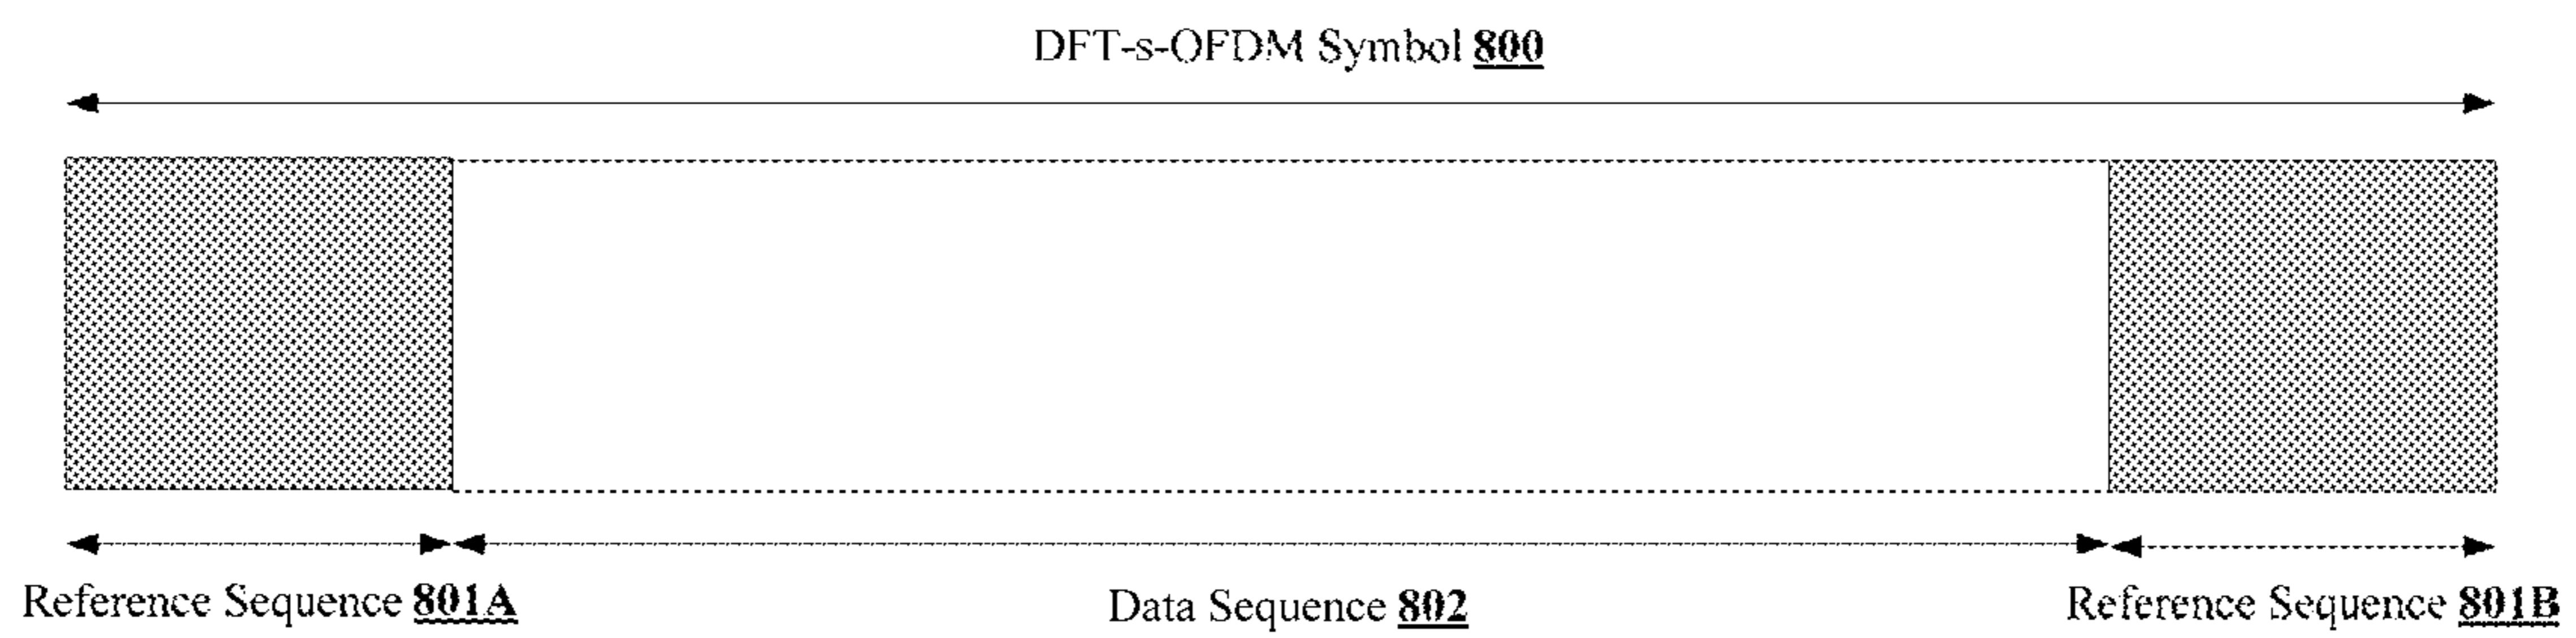 DFT-s-OFDM Symbol 800
Reference Sequence 801A
Data Sequence 802
Reference Sequence 801B